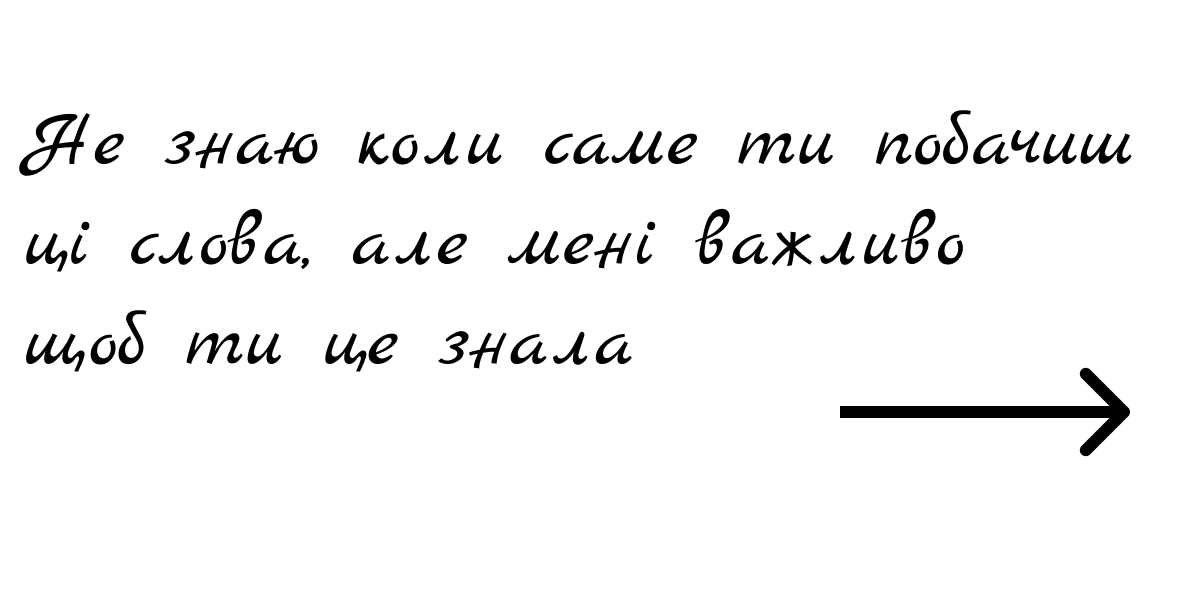 Не знаю коли саме ти побачиш
ці слова, але мені важливо
щоб ти це знала